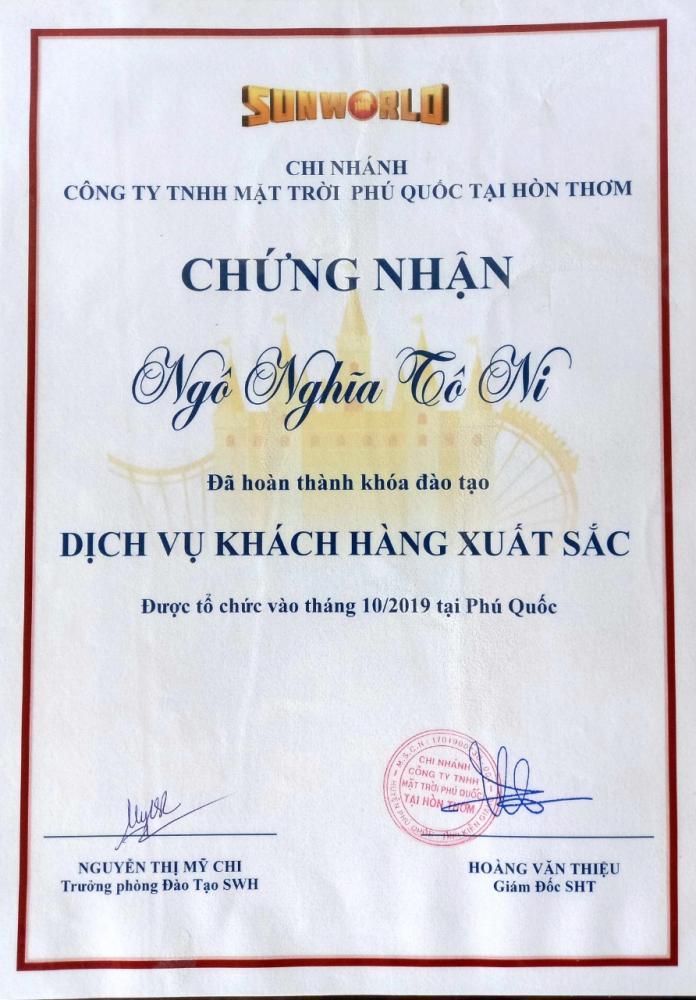 SUNWORLD
CHI NHÁNH
CÔNG TY TNHH MẶT TRỜI PHÚ QUỐC TẠI HÒN THƠM
CHỨNG NHẬN
Ngô Nghĩa Tô Ni
Đã hoàn thành khóa đào tạo
DỊCH VỤ KHÁCH HÀNG XUẤT SẮC
Được tổ chức vào tháng 10/2019 tại Phú Quốc
CHI NHÁNH
CÔNG TY TNHH
MẶT TRỜI PHÚ QUỐC
TẠI HÒN THƠM
NGUYỄN THỊ MỸ CHI
Trưởng phòng Đào Tạo SWH
HOÀNG VĂN THIỆU
Giám Đốc SHT